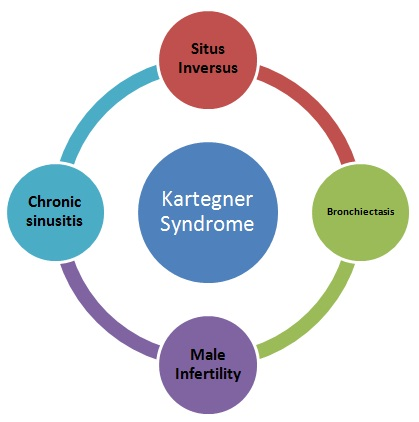 Situs
Inversus
Chronic
sinusitis
Kartegner
Syndrome
Bronchiectasis
Male
Infertility